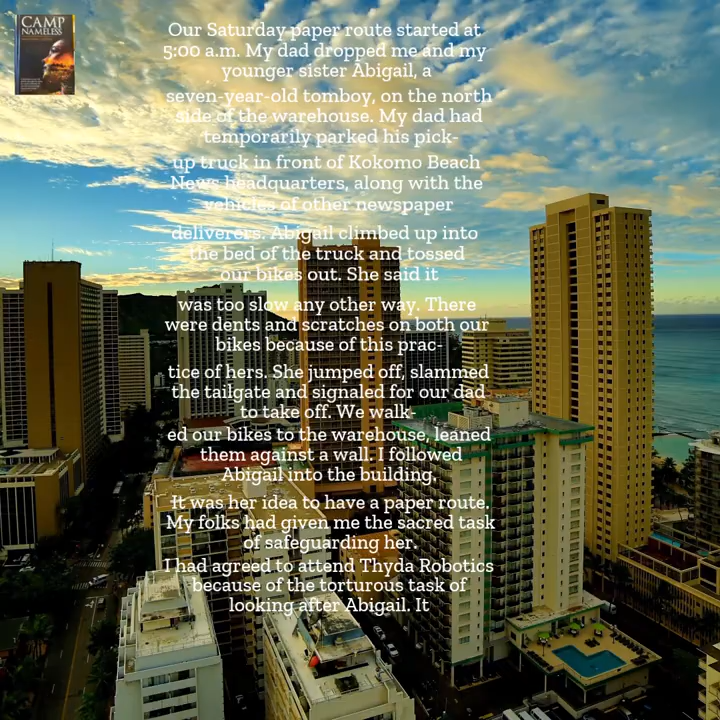 CAMP
NAMELESS
Our Saturday paper route started at
5:00 a.m. My dad dropped me and my
younger sister Abigail, a
seven-year-old tomboy, on the north
side of the warehouse. My dad had
temporarily parked his pick-
up truck in front of Kokomo Beach
News headquarters, along with the
vehicles of other newspaper
deliverers. Abigail climbed up into
the bed of the truck and tossed
our bikes out. She said it
was too slow any other way. There
were dents and scratches on both our
bikes because of this prac-
tice of hers. She jumped off, slammed
the tailgate and signaled for our dad
to take off. We walk-
ed our bikes to the warehouse, leaned
them against a wall. I followed
Abigail into the building.
It was her idea to have a paper route.
My folks had given me the sacred task
of safeguarding her.
I had agreed to attend Thyda Robotics
because of the torturous task of
looking after Abigail. It